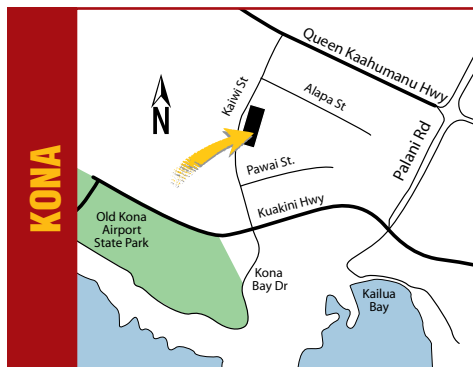 KONA
Queen Kaahumanu Hwy
Kaiwi St
Alapa St
N
Palani Rd
Pawai St.
Kuakini Hwy
Old Kona
Airport
State Park
Kona
Bay Dr
Kailua
Bay